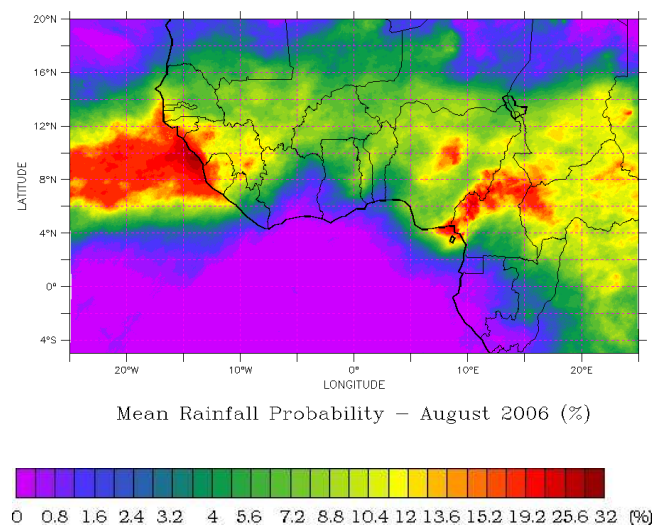 20°N
16°N
12°N
8°N
4°N
0°
4°S
LATITUDE
20°W 10°W 0° 10°E 20°E
LONGITUDE
Mean Rainfall Probability − August 2006 (%)
0 0.8 1.6 2.4 3.2 4 5.6 7.2 8.8 10.4 12 13.6 15.2 19.2 25.6 32 (%)